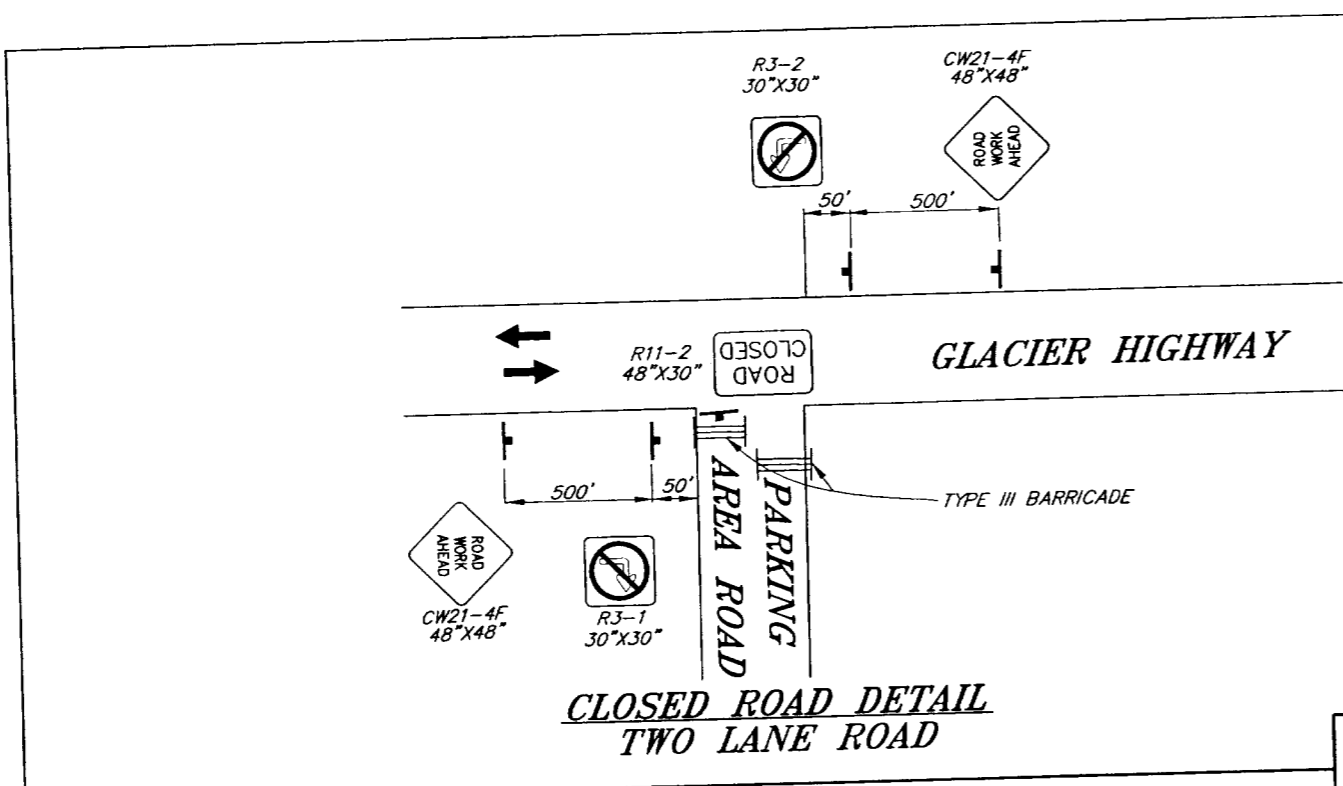 R3-2
30"X30"
CW21-4F
48"X48"
ROAD
WORK
AHEAD
50'
500'
R11-2
48"X30"
ROAD
CLOSED
GLACIER HIGHWAY
500'
50'
PARKING
AREA ROAD
TYPE III BARRICADE
ROAD
WORK
AHEAD
CW21-4F
48"X48"
R3-1
30"X30"
CLOSED ROAD DETAIL
TWO LANE ROAD